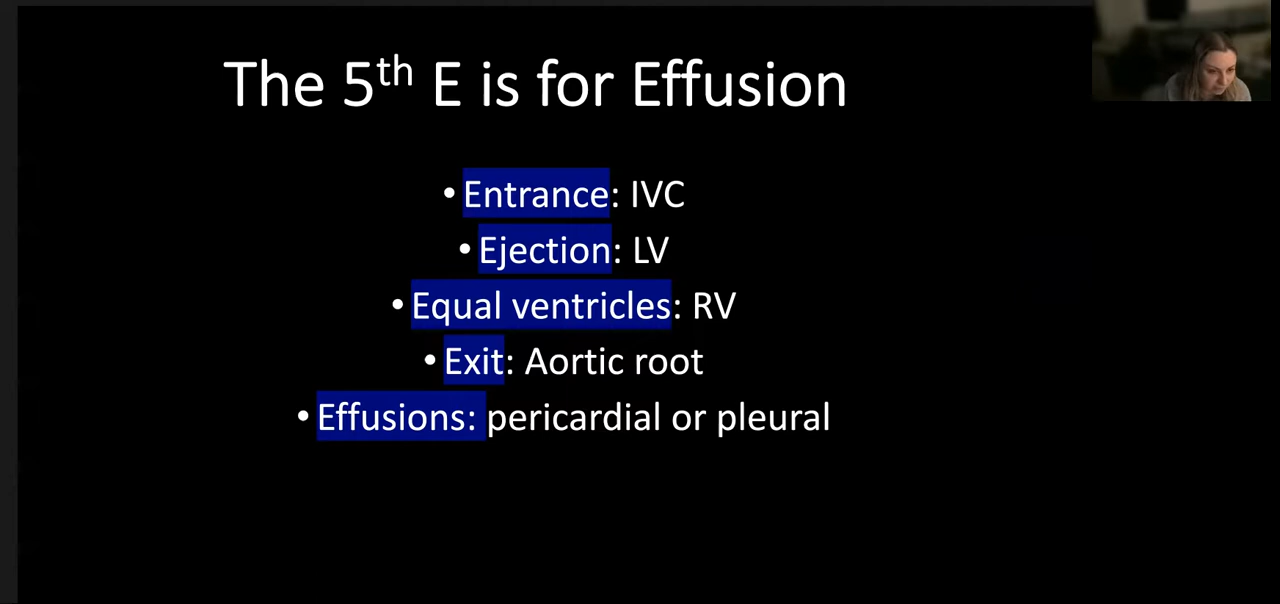 The 5th E is for Effusion
• Entrance: IVC
• Ejection: LV
• Equal ventricles: RV
• Exit: Aortic root
• Effusions: pericardial or pleural